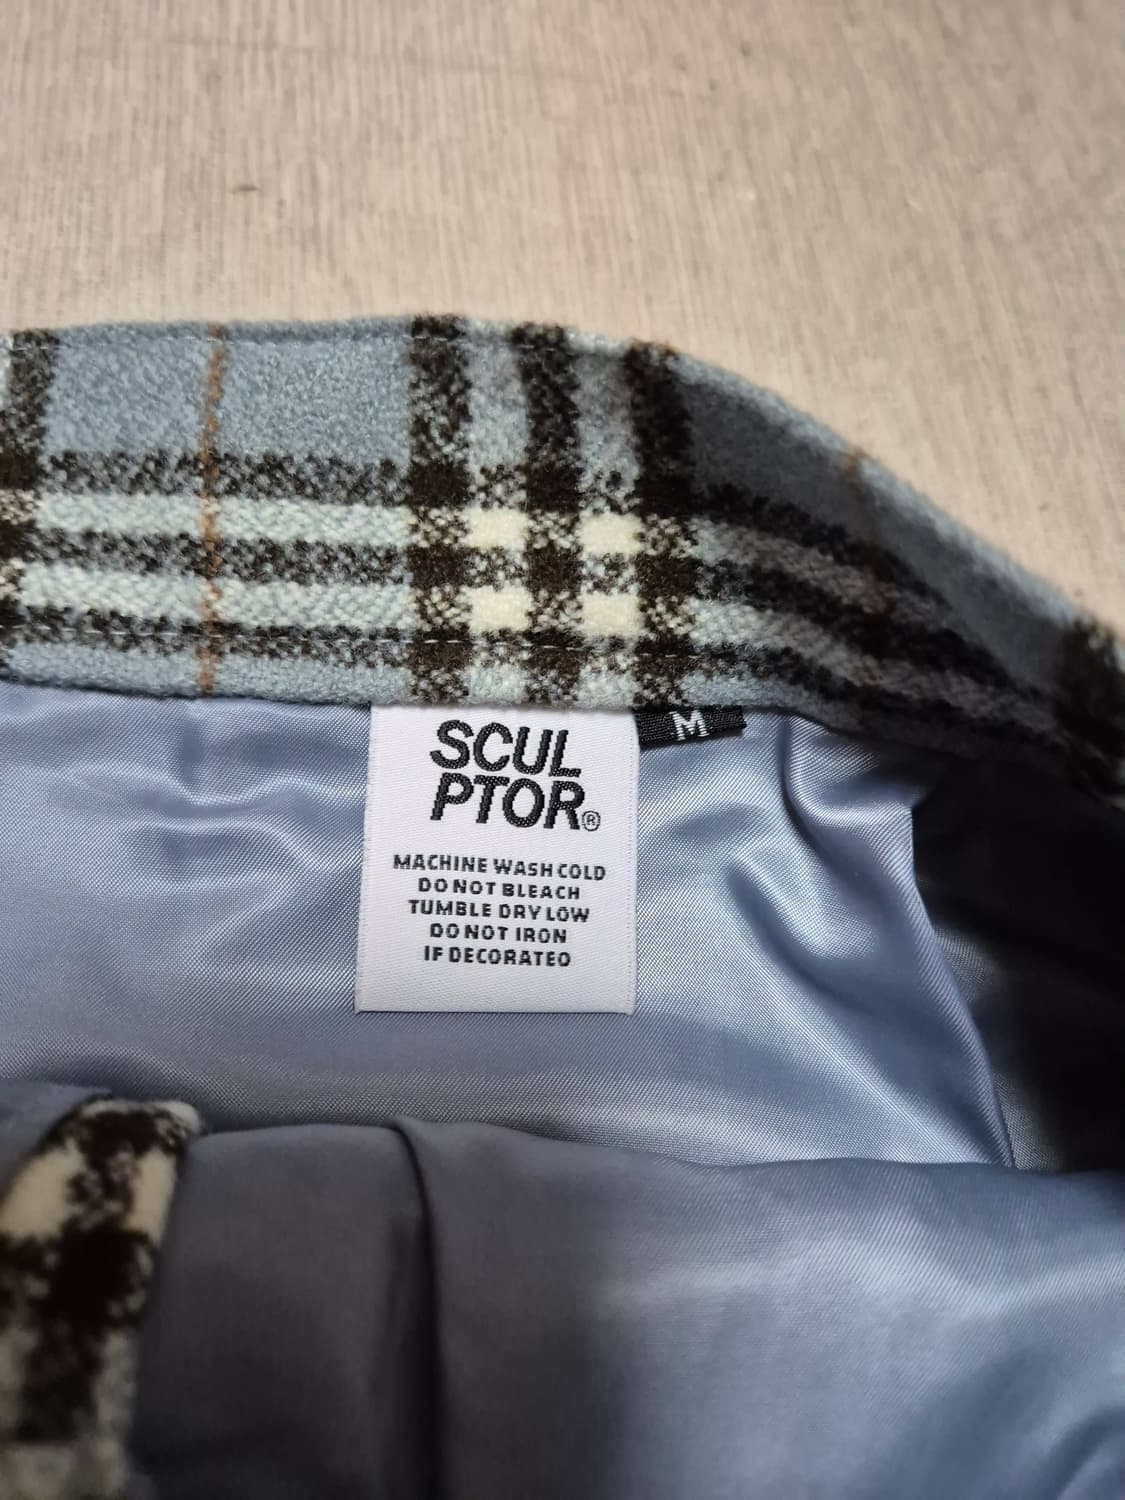 SCUL
PTOR®
M
MACHINE WASH COLD
DO NOT BLEACH
TUMBLE DRY LOW
DO NOT IRON
IF DECORATED